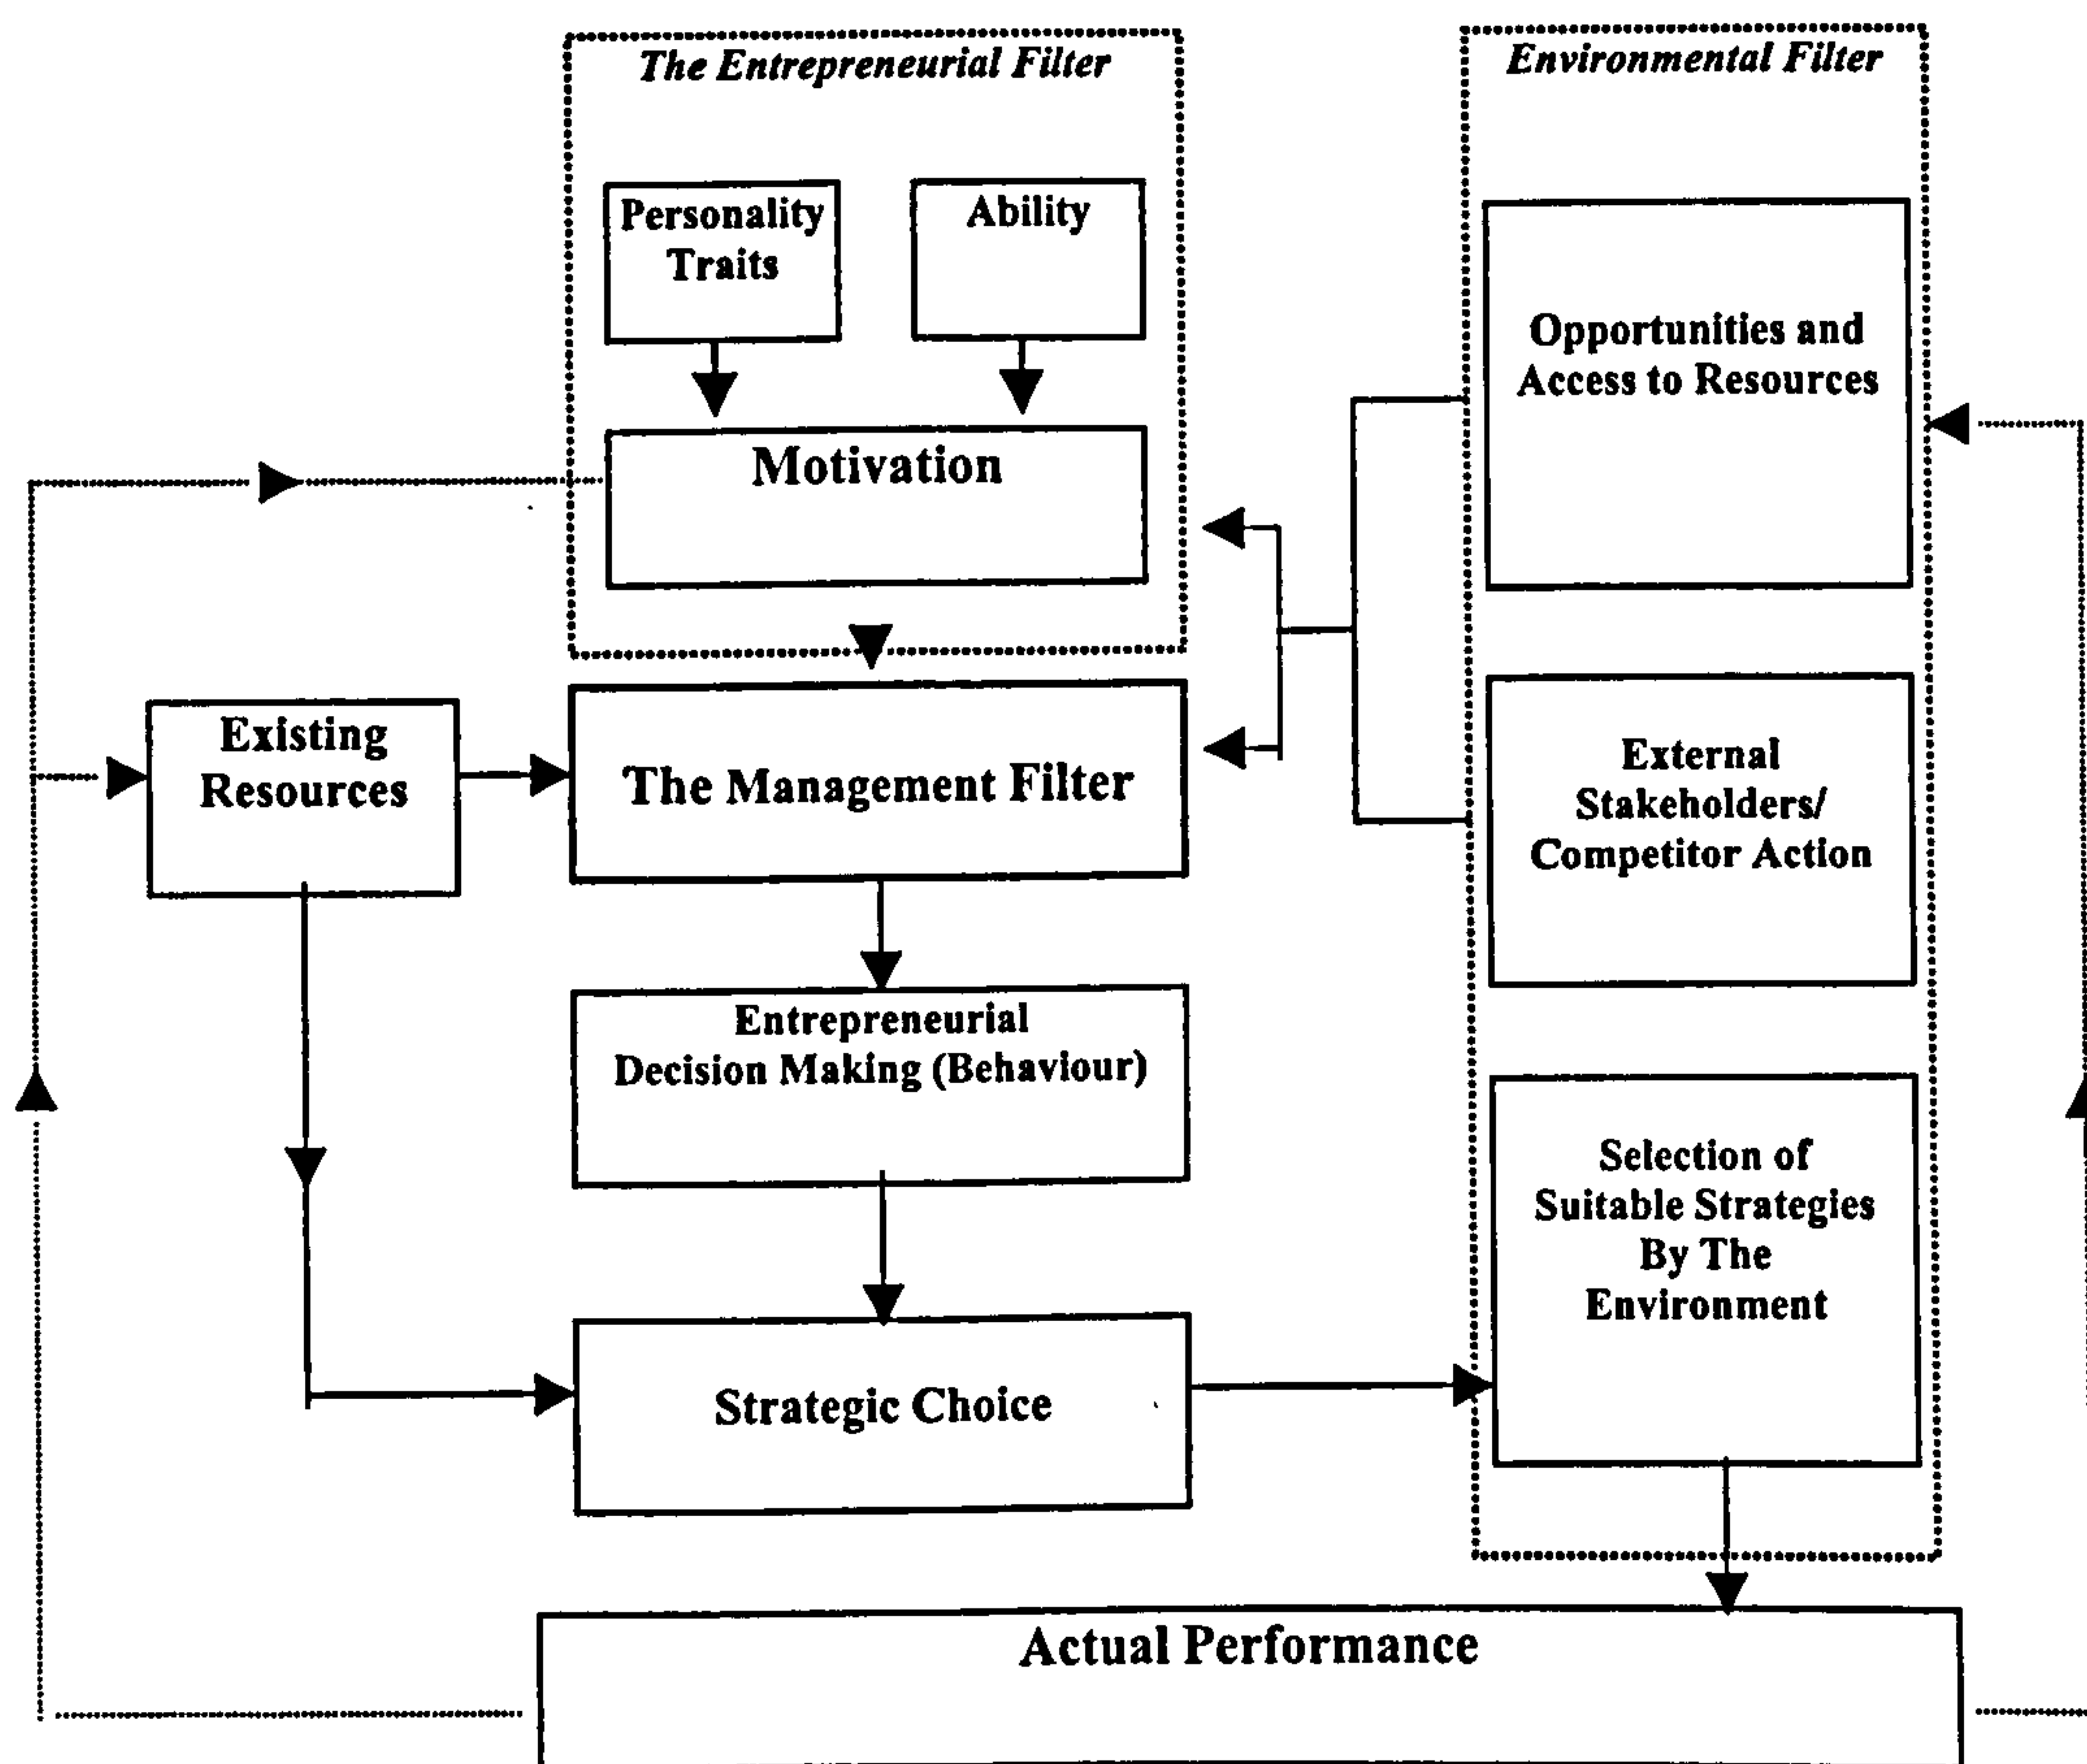 The Entrepreneurial Filter
Environmental Filter
Personality
Traits
Ability
Opportunities and
Access to Resources
Motivation
Existing
Resources
The Management Filter
External
Stakeholders/
Competitor Action
Entrepreneurial
Decision Making (Behaviour)
Selection of
Suitable Strategies
By The
Environment
Strategic Choice
Actual Performance